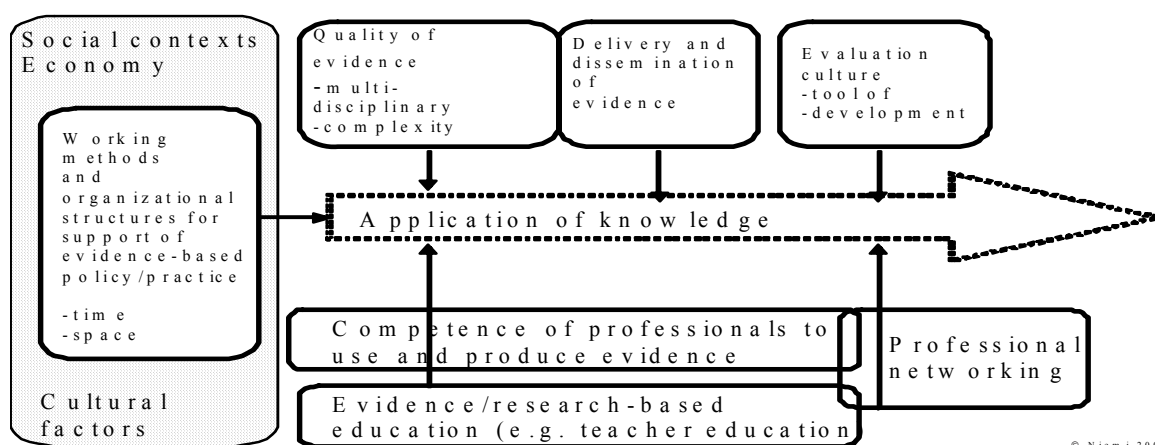 Social contexts
Economy
Working
methods
and
organizational
structures for
support of
evidence-based
policy/practice
-time
-space
Cultural
factors
Quality of
evidence
-multi-
disciplinary
-complexity
Delivery and
dissemination
of
evidence
Evaluation
culture
-tool of
-development
Application of knowledge
Competence of professionals to
use and produce evidence
Evidence/research-based
education (e.g. teacher education
Professional
networking
© Niemi